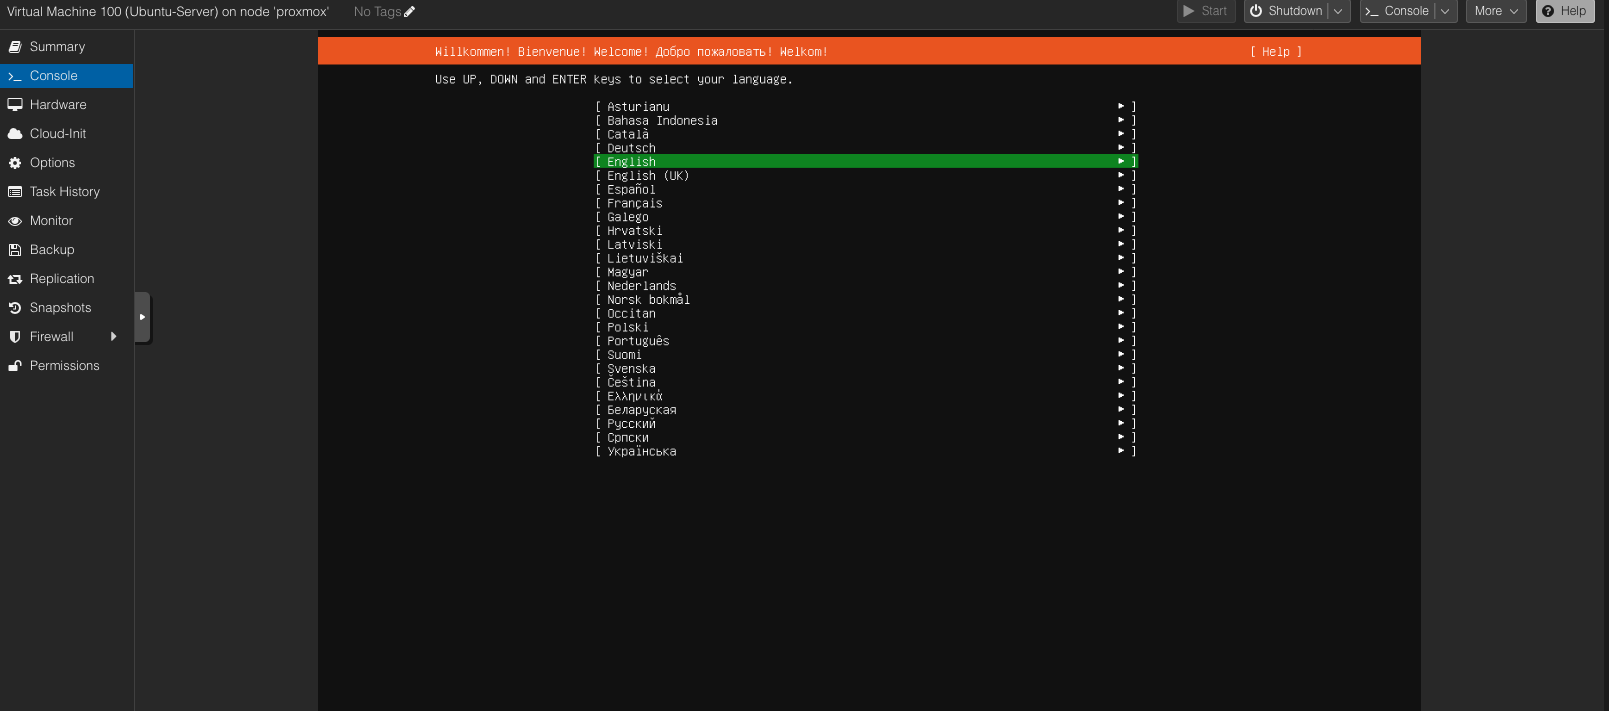 Virtual Machine 100 (Ubuntu-Server) on node 'proxmox' No Tags Start Shutdown Console More Help
Summary
Console
Hardware
Cloud-Init
Options
Task History
Monitor
Backup
Replication
Snapshots
Firewall
Permissions
Willkommen! Bienvenue! Welcome! Добро пожаловать! Welkom! [ Help ]
Use UP, DOWN and ENTER keys to select your language.
[ Asturianu ▸ ]
[ Bahasa Indonesia ▸ ]
[ Català ▸ ]
[ Deutsch ▸ ]
[ English ▸ ]
[ English (UK) ▸ ]
[ Español ▸ ]
[ Français ▸ ]
[ Galego ▸ ]
[ Hrvatski ▸ ]
[ Latviski ▸ ]
[ Lietuviškai ▸ ]
[ Magyar ▸ ]
[ Nederlands ▸ ]
[ Norsk bokmål ▸ ]
[ Occitan ▸ ]
[ Polski ▸ ]
[ Português ▸ ]
[ Suomi ▸ ]
[ Svenska ▸ ]
[ Čeština ▸ ]
[ Ελληνικά ▸ ]
[ Беларуская ▸ ]
[ Русский ▸ ]
[ Српски ▸ ]
[ Українська ▸ ]